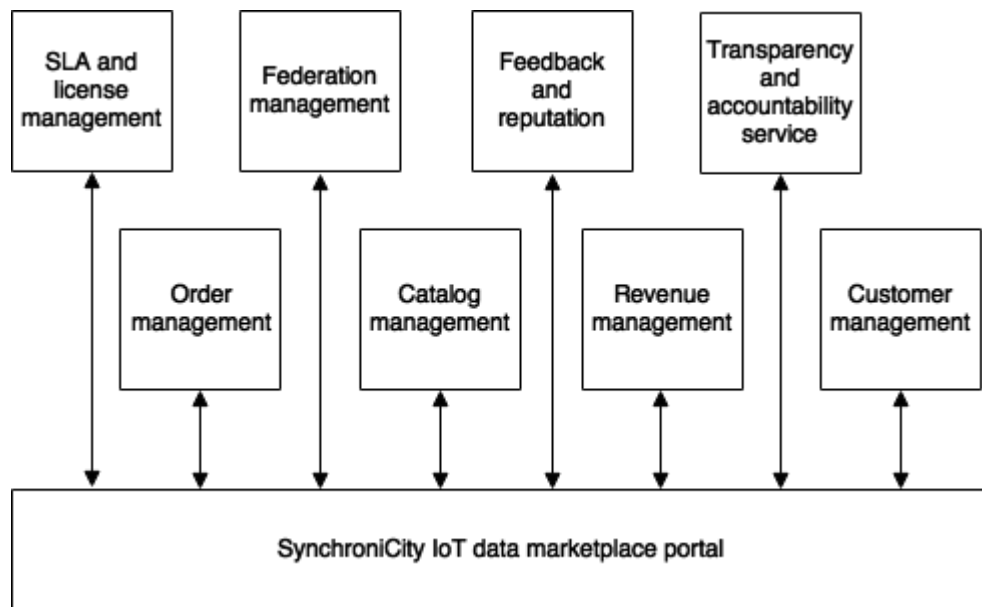 SLA and
license
management
Federation
management
Feedback
and
reputation
Transparency
and
accountability
service
Order
management
Catalog
management
Revenue
management
Customer
management
SynchroniCity IoT data marketplace portal